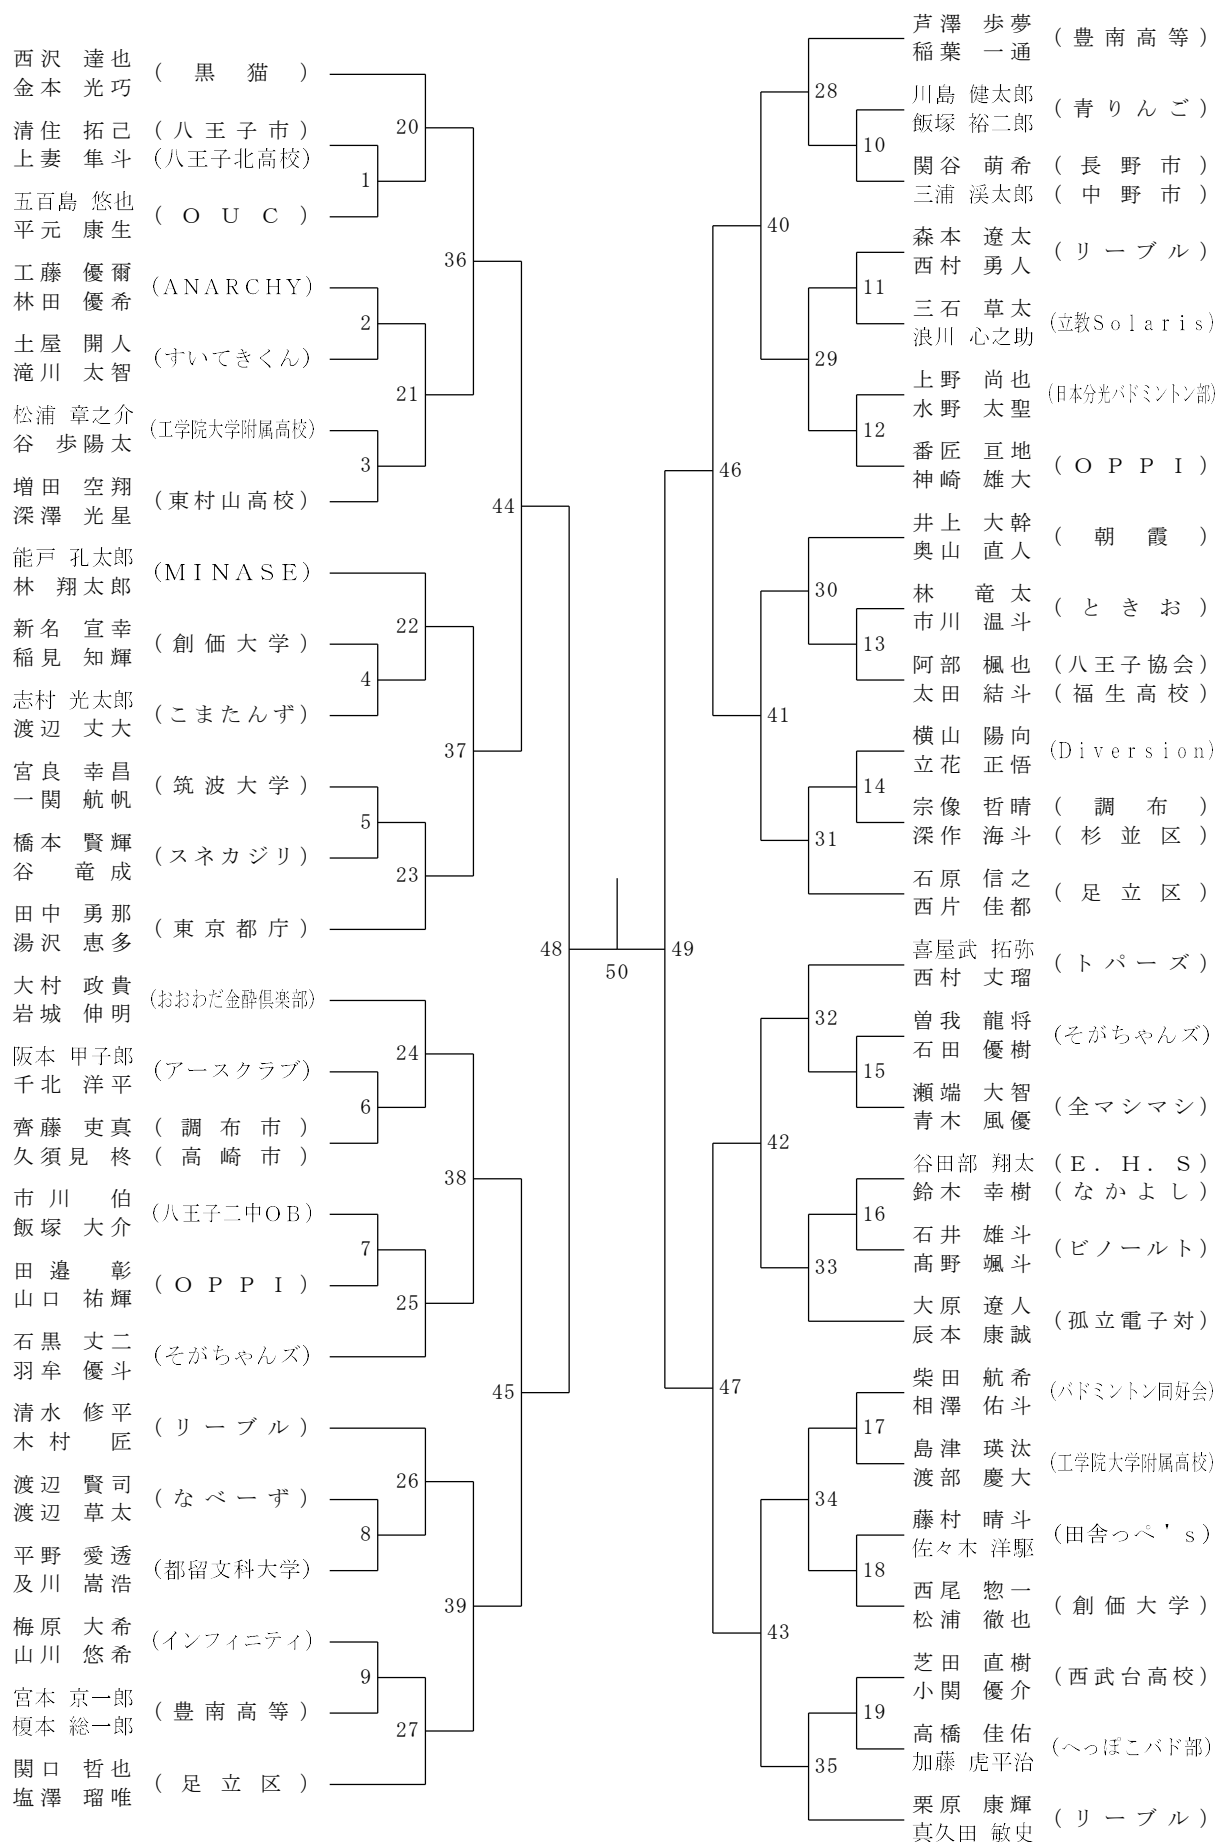 西沢 達也 (黒猫)
金本 光巧
20
清住 拓己 (八王子市)
上妻 隼斗 (八王子北高校)
1
五百島 悠也 (OUC)
平元 康生
36
工藤 優爾 (ANARCHY)
林田 優希
2
土屋 開人 (すいてきくん)
滝川 太智
21
松浦 章之介 (工学院大学附属高校)
谷 歩陽太
3
増田 空翔 (東村山高校)
深澤 光星
44
能戸 孔太郎 (MINASE)
林 翔太郎
22
新名 宣幸 (創価大学)
稲見 知輝
4
志村 光太郎 (こまたんず)
渡辺 丈大
37
宮良 幸昌 (筑波大学)
一関 航帆
5
橋本 賢輝 (スネカジリ)
谷 竜成
23
田中 勇那 (東京都庁)
湯沢 恵多
48
大村 政貴 (おおわだ金酔倶楽部)
岩城 伸明
24
阪本 甲子郎 (アースクラブ)
千北 洋平
6
齊藤 吏真 (調布市)
久須見 柊 (高崎市)
38
市川 伯 (八王子二中OB)
飯塚 大介
7
田邉 彰 (OPPI)
山口 祐輝
25
石黒 丈二 (そがちゃんズ)
羽牟 優斗
45
清水 修平 (リーブル)
木村 匠
26
渡辺 賢司 (なべーず)
渡辺 草太
8
平野 愛透 (都留文科大学)
及川 嵩浩
39
梅原 大希 (インフィニティ)
山川 悠希
9
宮本 京一郎 (豊南高等)
榎本 総一郎
27
関口 哲也 (足立区)
塩澤 瑠唯
50
芦澤 歩夢 (豊南高等)
稲葉 一通
28
川島 健太郎 (青りんご)
飯塚 裕二郎
10
関谷 萌希 (長野市)
三浦 渓太郎 (中野市)
40
森本 遼太 (リーブル)
西村 勇人
11
三石 草太 (立教Solaris)
浪川 心之助
29
上野 尚也 (日本分光バドミントン部)
水野 太聖
12
番匠 亘地 (OPPI)
神崎 雄大
46
井上 大幹 (朝霞)
奥山 直人
30
林 竜太 (ときお)
市川 温斗
13
阿部 楓也 (八王子協会)
太田 結斗 (福生高校)
41
横山 陽向 (Diversion)
立花 正悟
14
宗像 哲晴 (調布)
深作 海斗 (杉並区)
31
石原 信之 (足立区)
西片 佳都
49
喜屋武 拓弥 (トパーズ)
西村 丈瑠
32
曽我 龍将 (そがちゃんズ)
石田 優樹
15
瀬端 大智 (全マシマシ)
青木 風優
42
谷田部 翔太 (E.H.S)
鈴木 幸樹 (なかよし)
16
石井 雄斗 (ビノールト)
髙野 颯斗
33
大原 遼人 (孤立電子対)
辰本 康誠
47
柴田 航希 (バドミントン同好会)
相澤 佑斗
17
島津 瑛汰 (工学院大学附属高校)
渡部 慶大
34
藤村 晴斗 (田舎っぺ's)
佐々木 洋駆
18
西尾 惣一 (創価大学)
松浦 徹也
43
芝田 直樹 (西武台高校)
小関 優介
19
高橋 佳佑 (へっぽこバド部)
加藤 虎平治
35
栗原 康輝 (リーブル)
真久田 敏史